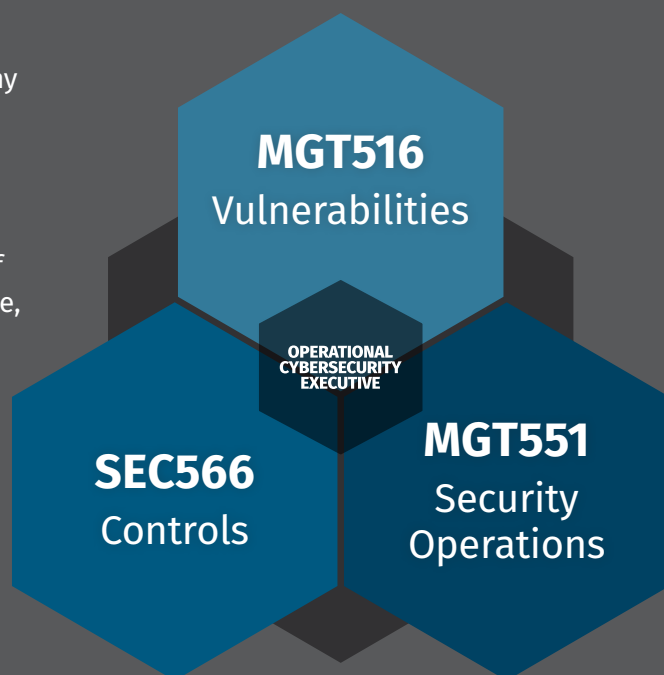 MGT516
Vulnerabilities
OPERATIONAL
CYBERSECURITY
EXECUTIVE
SEC566
Controls
MGT551
Security
Operations